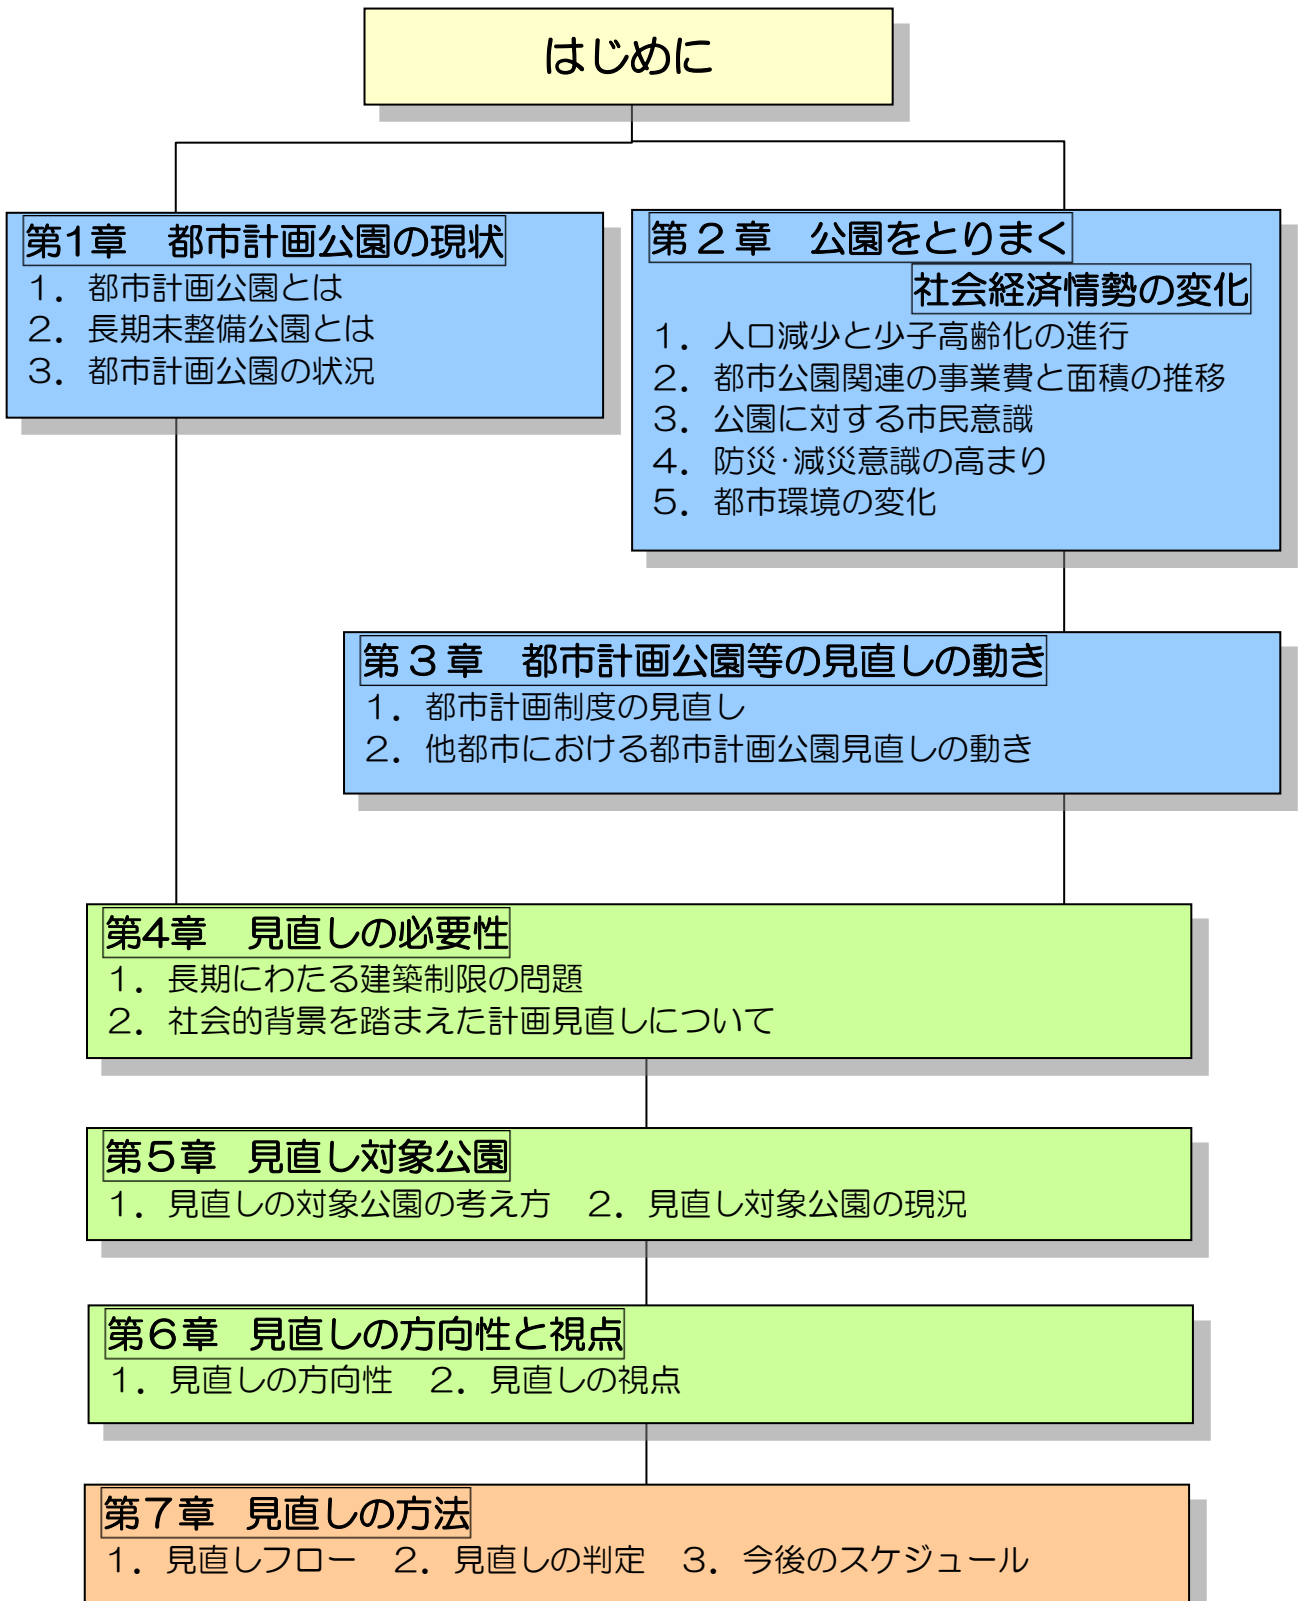 はじめに
第1章　都市計画公園の現状
１．都市計画公園とは
２．長期未整備公園とは
３．都市計画公園の状況
第２章　公園をとりまく
社会経済情勢の変化
１．人口減少と少子高齢化の進行
２．都市公園関連の事業費と面積の推移
３．公園に対する市民意識
４．防災･減災意識の高まり
５．都市環境の変化
第３章　都市計画公園等の見直しの動き
１．都市計画制度の見直し
２．他都市における都市計画公園見直しの動き
第4章　見直しの必要性
１．長期にわたる建築制限の問題
２．社会的背景を踏まえた計画見直しについて
第５章　見直し対象公園
１．見直しの対象公園の考え方　２．見直し対象公園の現況
第６章　見直しの方向性と視点
１．見直しの方向性　２．見直しの視点
第７章　見直しの方法
１．見直しフロー　２．見直しの判定　３．今後のスケジュール